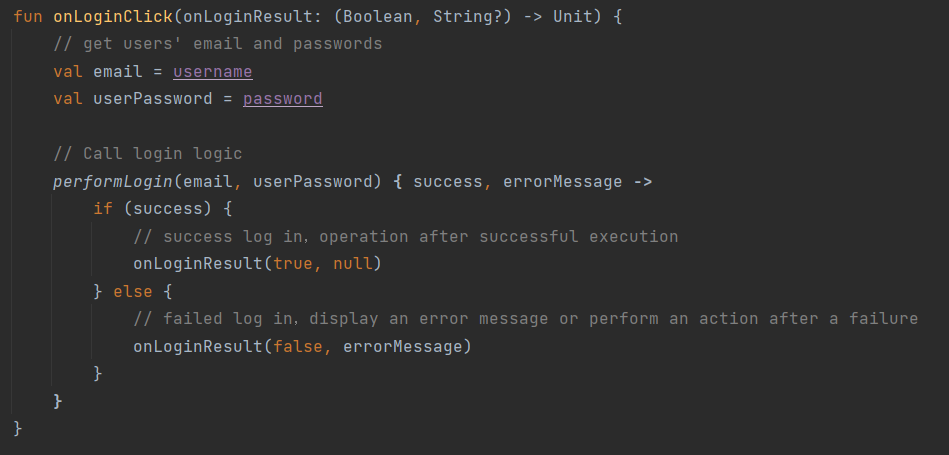 fun onLoginClick(onLoginResult: (Boolean, String?) -> Unit) {
// get users' email and passwords
val email = username
val userPassword = password
// Call login logic
performLogin(email, userPassword) { success, errorMessage ->
if (success) {
// success log in，operation after successful execution
onLoginResult(true, null)
} else {
// failed log in，display an error message or perform an action after a failure
onLoginResult(false, errorMessage)
}
}
}